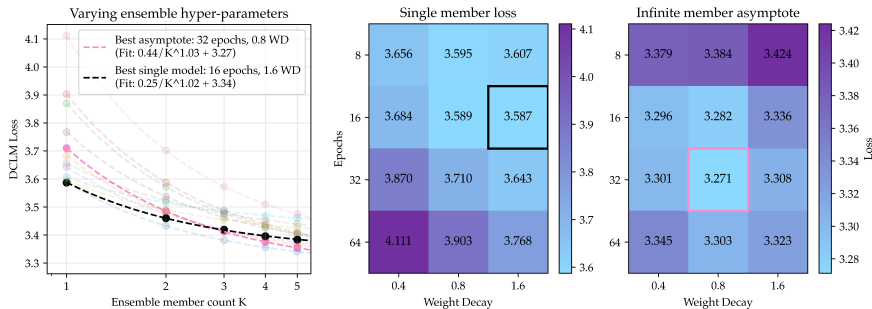 Varying ensemble hyper-parameters
DCLM Loss
4.1
4.0
3.9
3.8
3.7
3.6
3.5
3.4
3.3
Best asymptote: 32 epochs, 0.8 WD
(Fit: 0.44/K^1.03 + 3.27)
Best single model: 16 epochs, 1.6 WD
(Fit: 0.25/K^1.02 + 3.34)
1 2 3 4 5
Ensemble member count K
Single member loss
Epochs
8 3.656 3.595 3.607
16 3.684 3.589 3.587
32 3.870 3.710 3.643
64 4.111 3.903 3.768
0.4 0.8 1.6
Weight Decay
4.1
4.0
3.9
3.8
3.7
3.6
Infinite member asymptote
8 3.379 3.384 3.424
16 3.296 3.282 3.336
32 3.301 3.271 3.308
64 3.345 3.303 3.323
0.4 0.8 1.6
Weight Decay
3.42
3.40
3.38
3.36
3.34
3.32
3.30
3.28
Loss